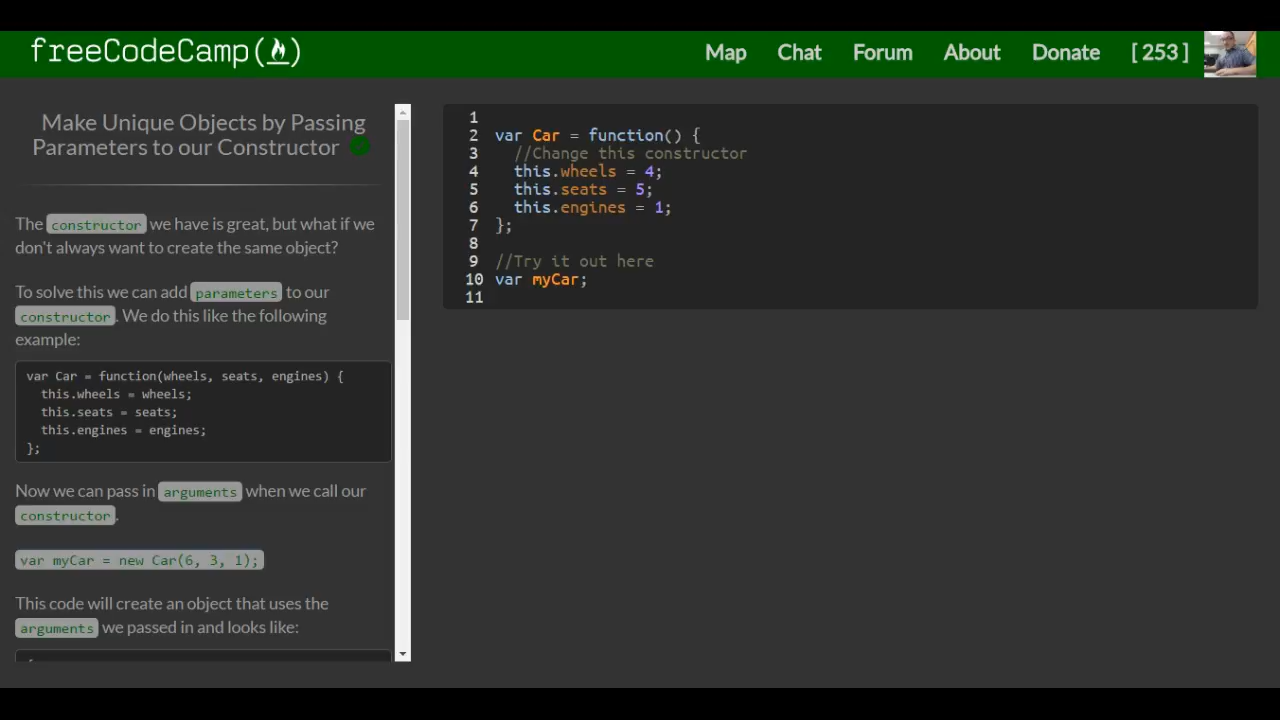 freeCodeCamp(🔥)
Map Chat Forum About Donate [ 253 ]
Make Unique Objects by Passing
Parameters to our Constructor
The constructor we have is great, but what if we
don't always want to create the same object?
To solve this we can add parameters to our
constructor. We do this like the following
example:
var Car = function(wheels, seats, engines) {
this.wheels = wheels;
this.seats = seats;
this.engines = engines;
};
Now we can pass in arguments when we call our
constructor.
var myCar = new Car(6, 3, 1);
This code will create an object that uses the
arguments we passed in and looks like:
1
2 var Car = function() {
3 //Change this constructor
4 this.wheels = 4;
5 this.seats = 5;
6 this.engines = 1;
7 };
8
9 //Try it out here
10 var myCar;
11